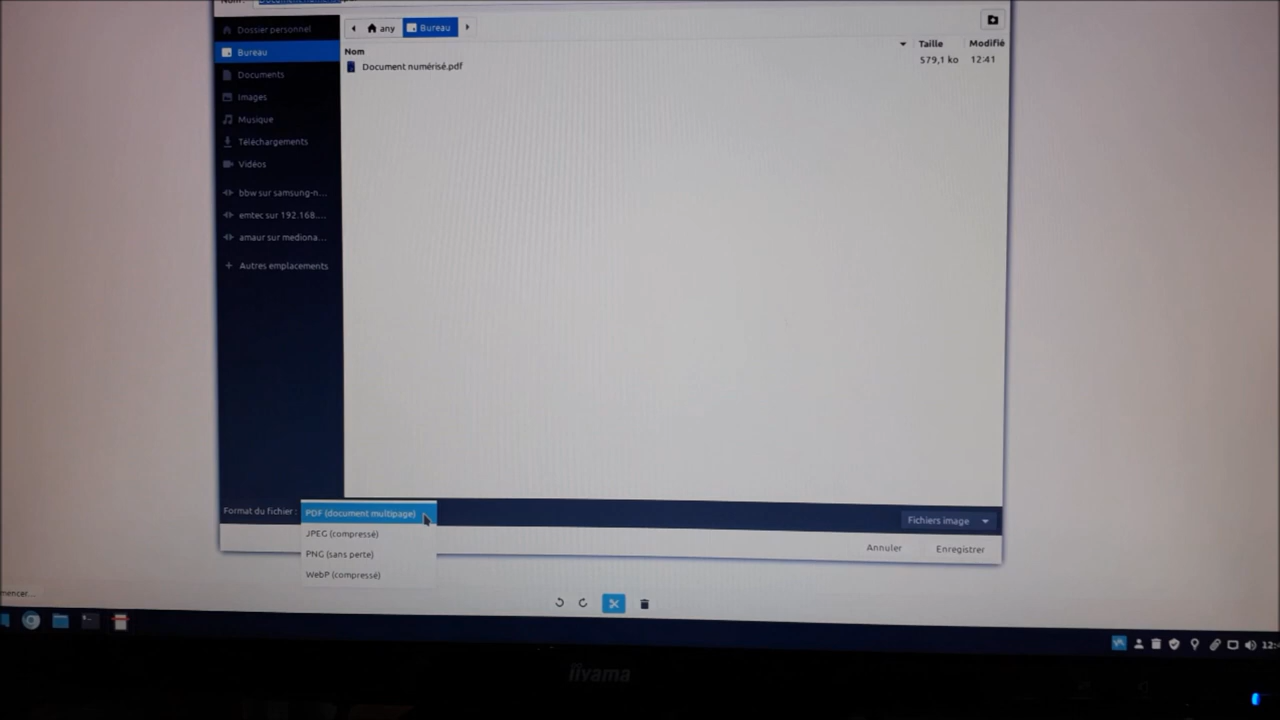 Dossier personnel
any
Bureau
Bureau
Nom
Taille
Modifié
Document numérisé.pdf
579,1 ko
12:41
Documents
Images
Musique
Téléchargements
Vidéos
bbw sur samsung-n...
emtec sur 192.168....
amaur sur mediona...
Autres emplacements
Format du fichier :
PDF (document multipage)
Fichiers image
JPEG (compressé)
PNG (sans perte)
WebP (compressé)
Annuler
Enregistrer
mencer...
iiyama